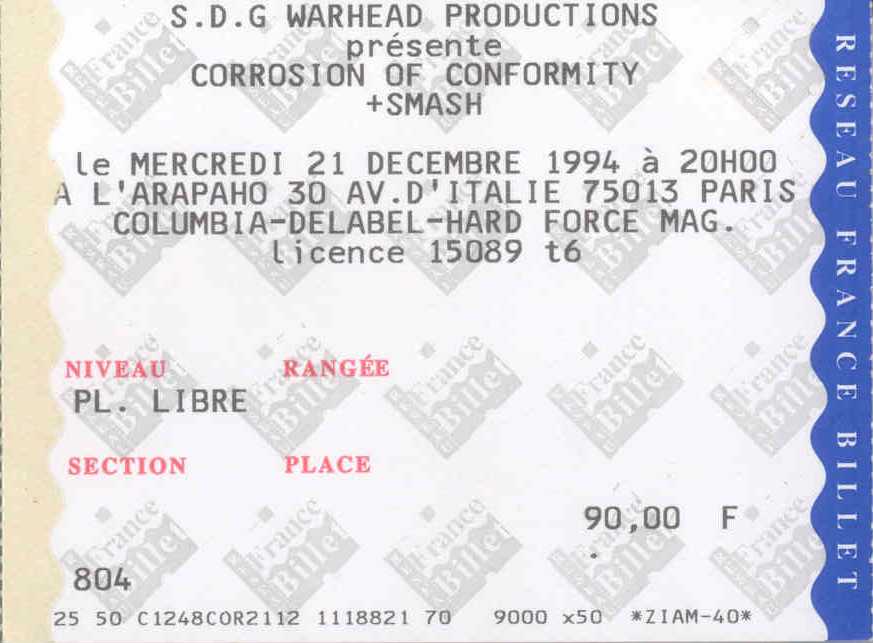 S.D.G WARHEAD PRODUCTIONS
présente
CORROSION OF CONFORMITY
+SMASH
le MERCREDI 21 DECEMBRE 1994 à 20H00
A L'ARAPAHO 30 AV.D'ITALIE 75013 PARIS
COLUMBIA-DELABEL-HARD FORCE MAG.
licence 15089 t6
NIVEAU RANGÉE
PL. LIBRE
SECTION PLACE
90,00 F
804
25 50 C1248COR2112 1118821 70 9000 x50 *ZIAM-40*
RESEAU FRANCE BILLET
France
Billet